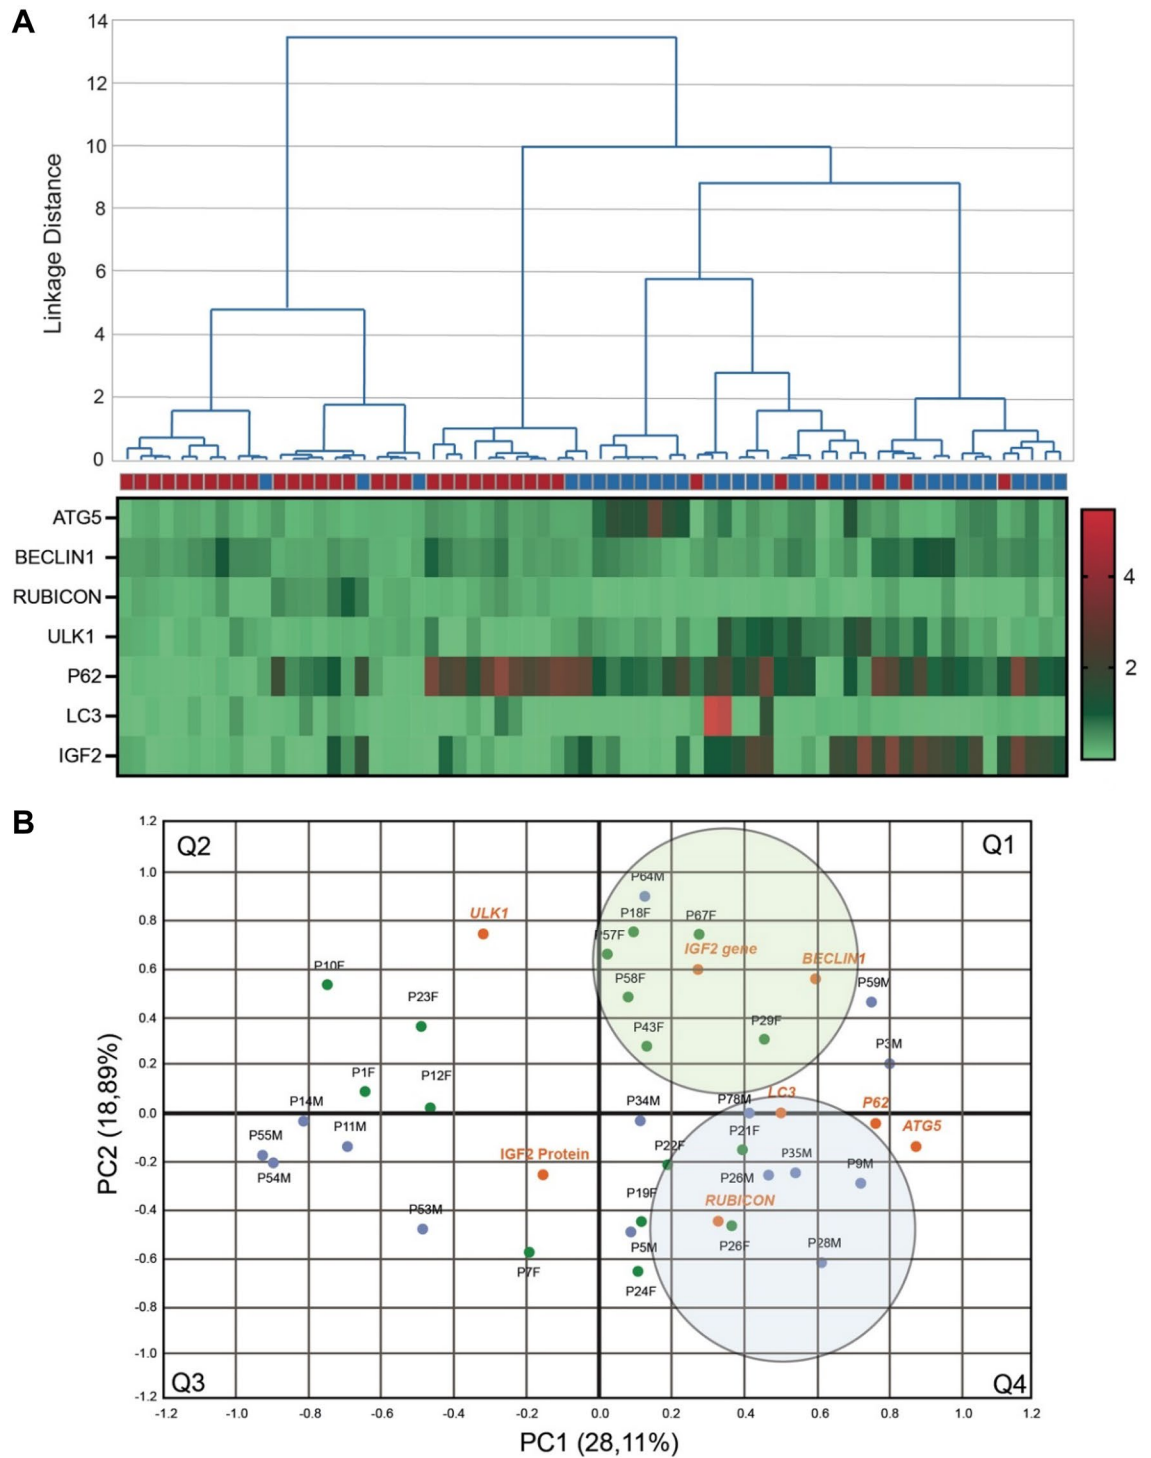 A
14
12
10
8
6
4
2
0
Linkage Distance
ATG5
BECLIN1
RUBICON
ULK1
P62
LC3
IGF2
4
2
B
Q2
Q1
Q3
Q4
1.2
1.0
0.8
0.6
0.4
0.2
0.0
-0.2
-0.4
-0.6
-0.8
-1.0
-1.2
PC2 (18,89%)
P64M
ULK1
P18F
P67F
P57F
IGF2 gene
BECLIN1
P10F
P58F
P59M
P23F
P43F
P29F
P3M
P1F
P12F
P14M
P34M
P78M
LC3
P62
P11M
P55M
P21F
ATG5
IGF2 Protein
P22F
P35M
P54M
P26M
P9M
P19F
RUBICON
P53M
P5M
P26F
P28M
P7F
P24F
-1.2 -1.0 -0.8 -0.6 -0.4 -0.2 0.0 0.2 0.4 0.6 0.8 1.0 1.2
PC1 (28,11%)